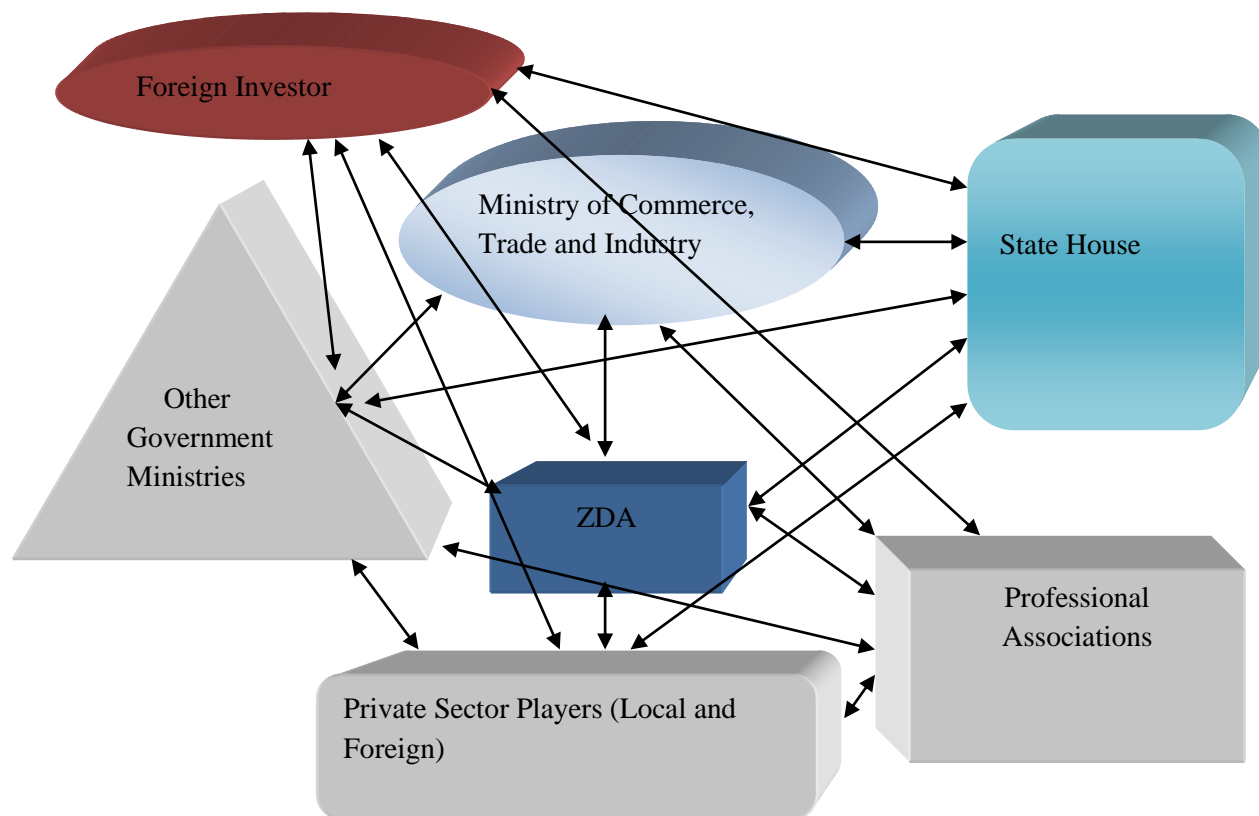 Foreign Investor
Ministry of Commerce,
Trade and Industry
State House
Other
Government
Ministries
ZDA
Professional
Associations
Private Sector Players (Local and
Foreign)